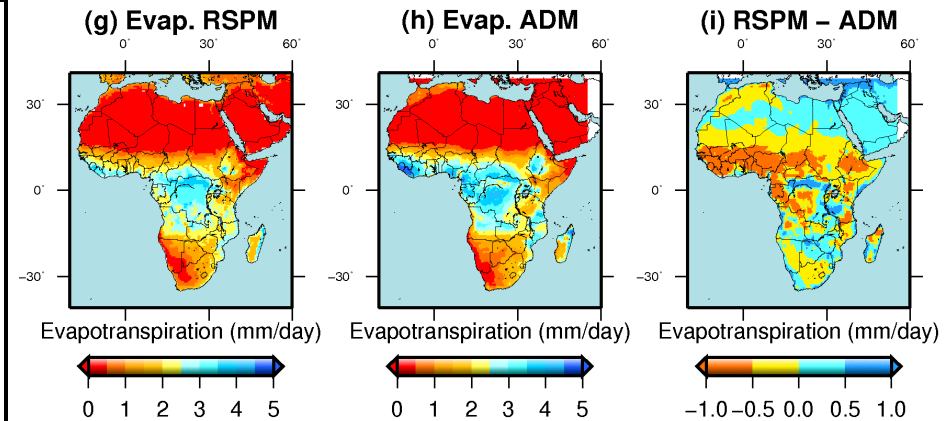 (g) Evap. RSPM
(h) Evap. ADM
(i) RSPM − ADM
0° 30° 60°
0° 30° 60°
0° 30° 60°
30°
0°
−30°
30°
0°
−30°
30°
0°
−30°
Evapotranspiration (mm/day)
Evapotranspiration (mm/day)
Evapotranspiration (mm/day)
0 1 2 3 4 5
0 1 2 3 4 5
−1.0 −0.5 0.0 0.5 1.0